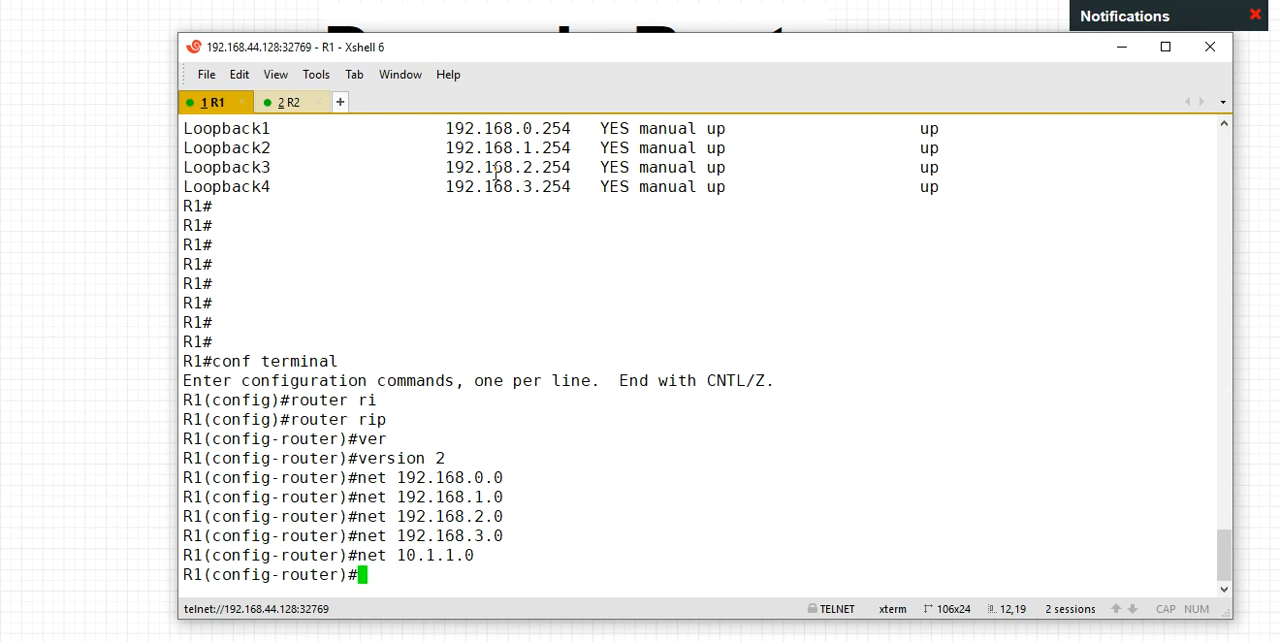 Notifications
192.168.44.128:32769 - R1 - Xshell 6
File Edit View Tools Tab Window Help
1 R1 2 R2 +
Loopback1 192.168.0.254 YES manual up up
Loopback2 192.168.1.254 YES manual up up
Loopback3 192.168.2.254 YES manual up up
Loopback4 192.168.3.254 YES manual up up
R1#
R1#
R1#
R1#
R1#
R1#
R1#
R1#
R1#conf terminal
Enter configuration commands, one per line.  End with CNTL/Z.
R1(config)#router ri
R1(config)#router rip
R1(config-router)#ver
R1(config-router)#version 2
R1(config-router)#net 192.168.0.0
R1(config-router)#net 192.168.1.0
R1(config-router)#net 192.168.2.0
R1(config-router)#net 192.168.3.0
R1(config-router)#net 10.1.1.0
R1(config-router)#
telnet://192.168.44.128:32769 TELNET xterm 106x24 12,19 2 sessions CAP NUM